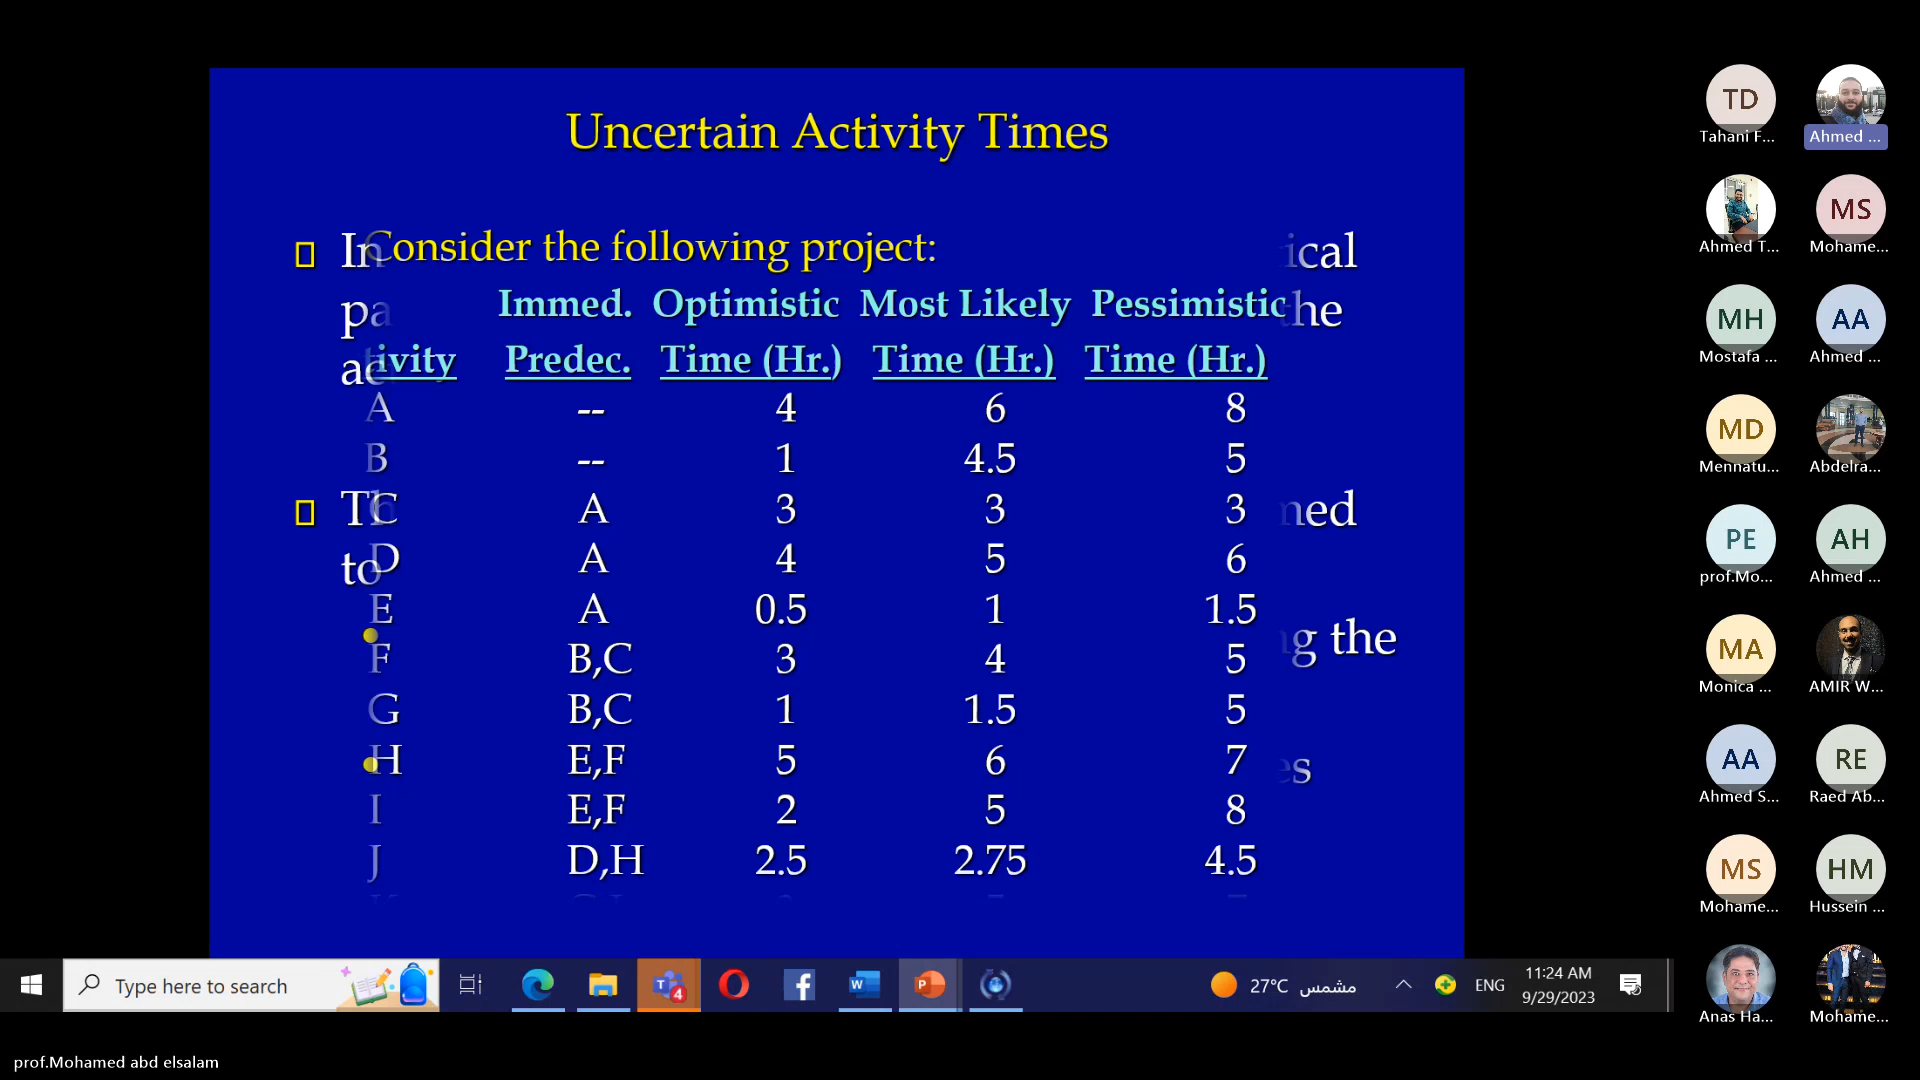 Uncertain Activity Times
Consider the following project:
Immed. Optimistic Most Likely Pessimistic
ivity Predec. Time (Hr.) Time (Hr.) Time (Hr.)
A -- 4 6 8
B -- 1 4.5 5
C A 3 3 3
D A 4 5 6
E A 0.5 1 1.5
F B,C 3 4 5
G B,C 1 1.5 5
H E,F 5 6 7
I E,F 2 5 8
J D,H 2.5 2.75 4.5
In
ical
pa
the
to
ned
the
TD
Tahani F...
Ahmed ...
Ahmed T...
MS
Mohame...
MH
Mostafa ...
AA
Ahmed ...
MD
Mennatu...
Abdelra...
PE
prof.Mo...
AH
Ahmed ...
MA
Monica ...
AMIR W...
AA
Ahmed S...
RE
Raed Ab...
MS
Mohame...
HM
Hussein ...
Anas Ha...
Mohame...
Type here to search
4
27°C مشمس
ENG
11:24 AM
9/29/2023
prof.Mohamed abd elsalam